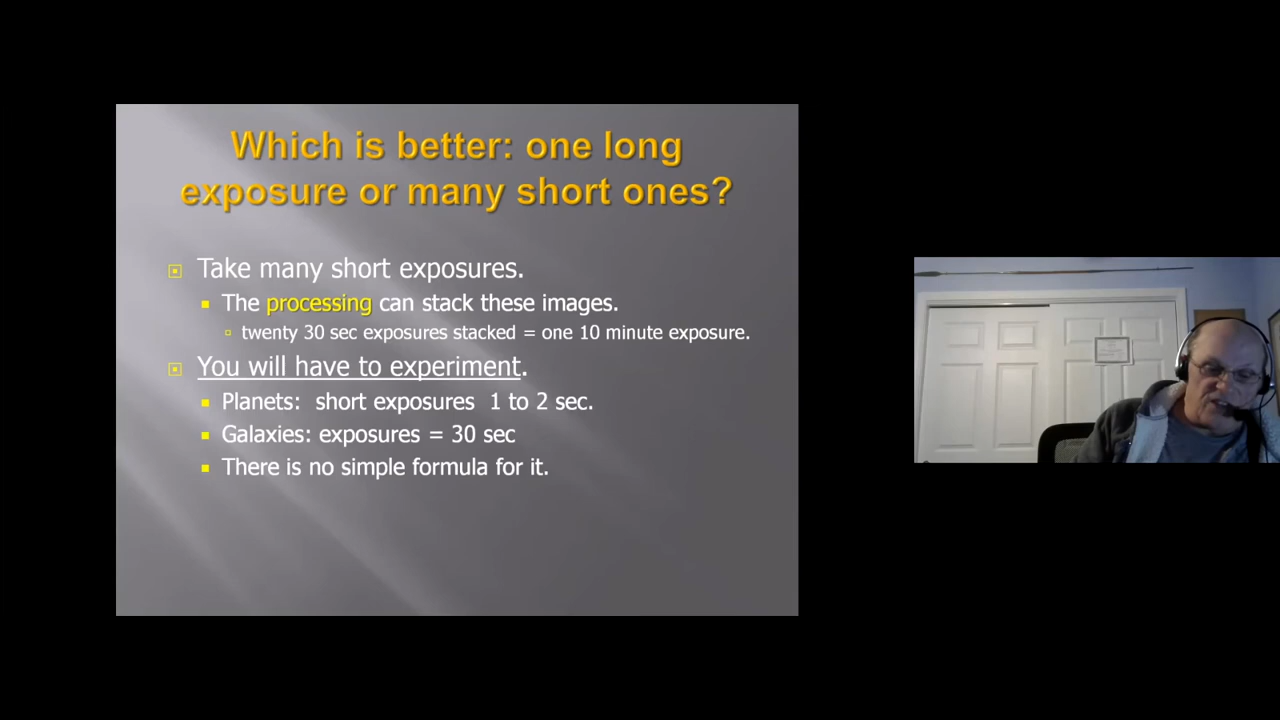 Which is better: one long
exposure or many short ones?
Take many short exposures.
The processing can stack these images.
twenty 30 sec exposures stacked = one 10 minute exposure.
You will have to experiment.
Planets: short exposures 1 to 2 sec.
Galaxies: exposures = 30 sec
There is no simple formula for it.